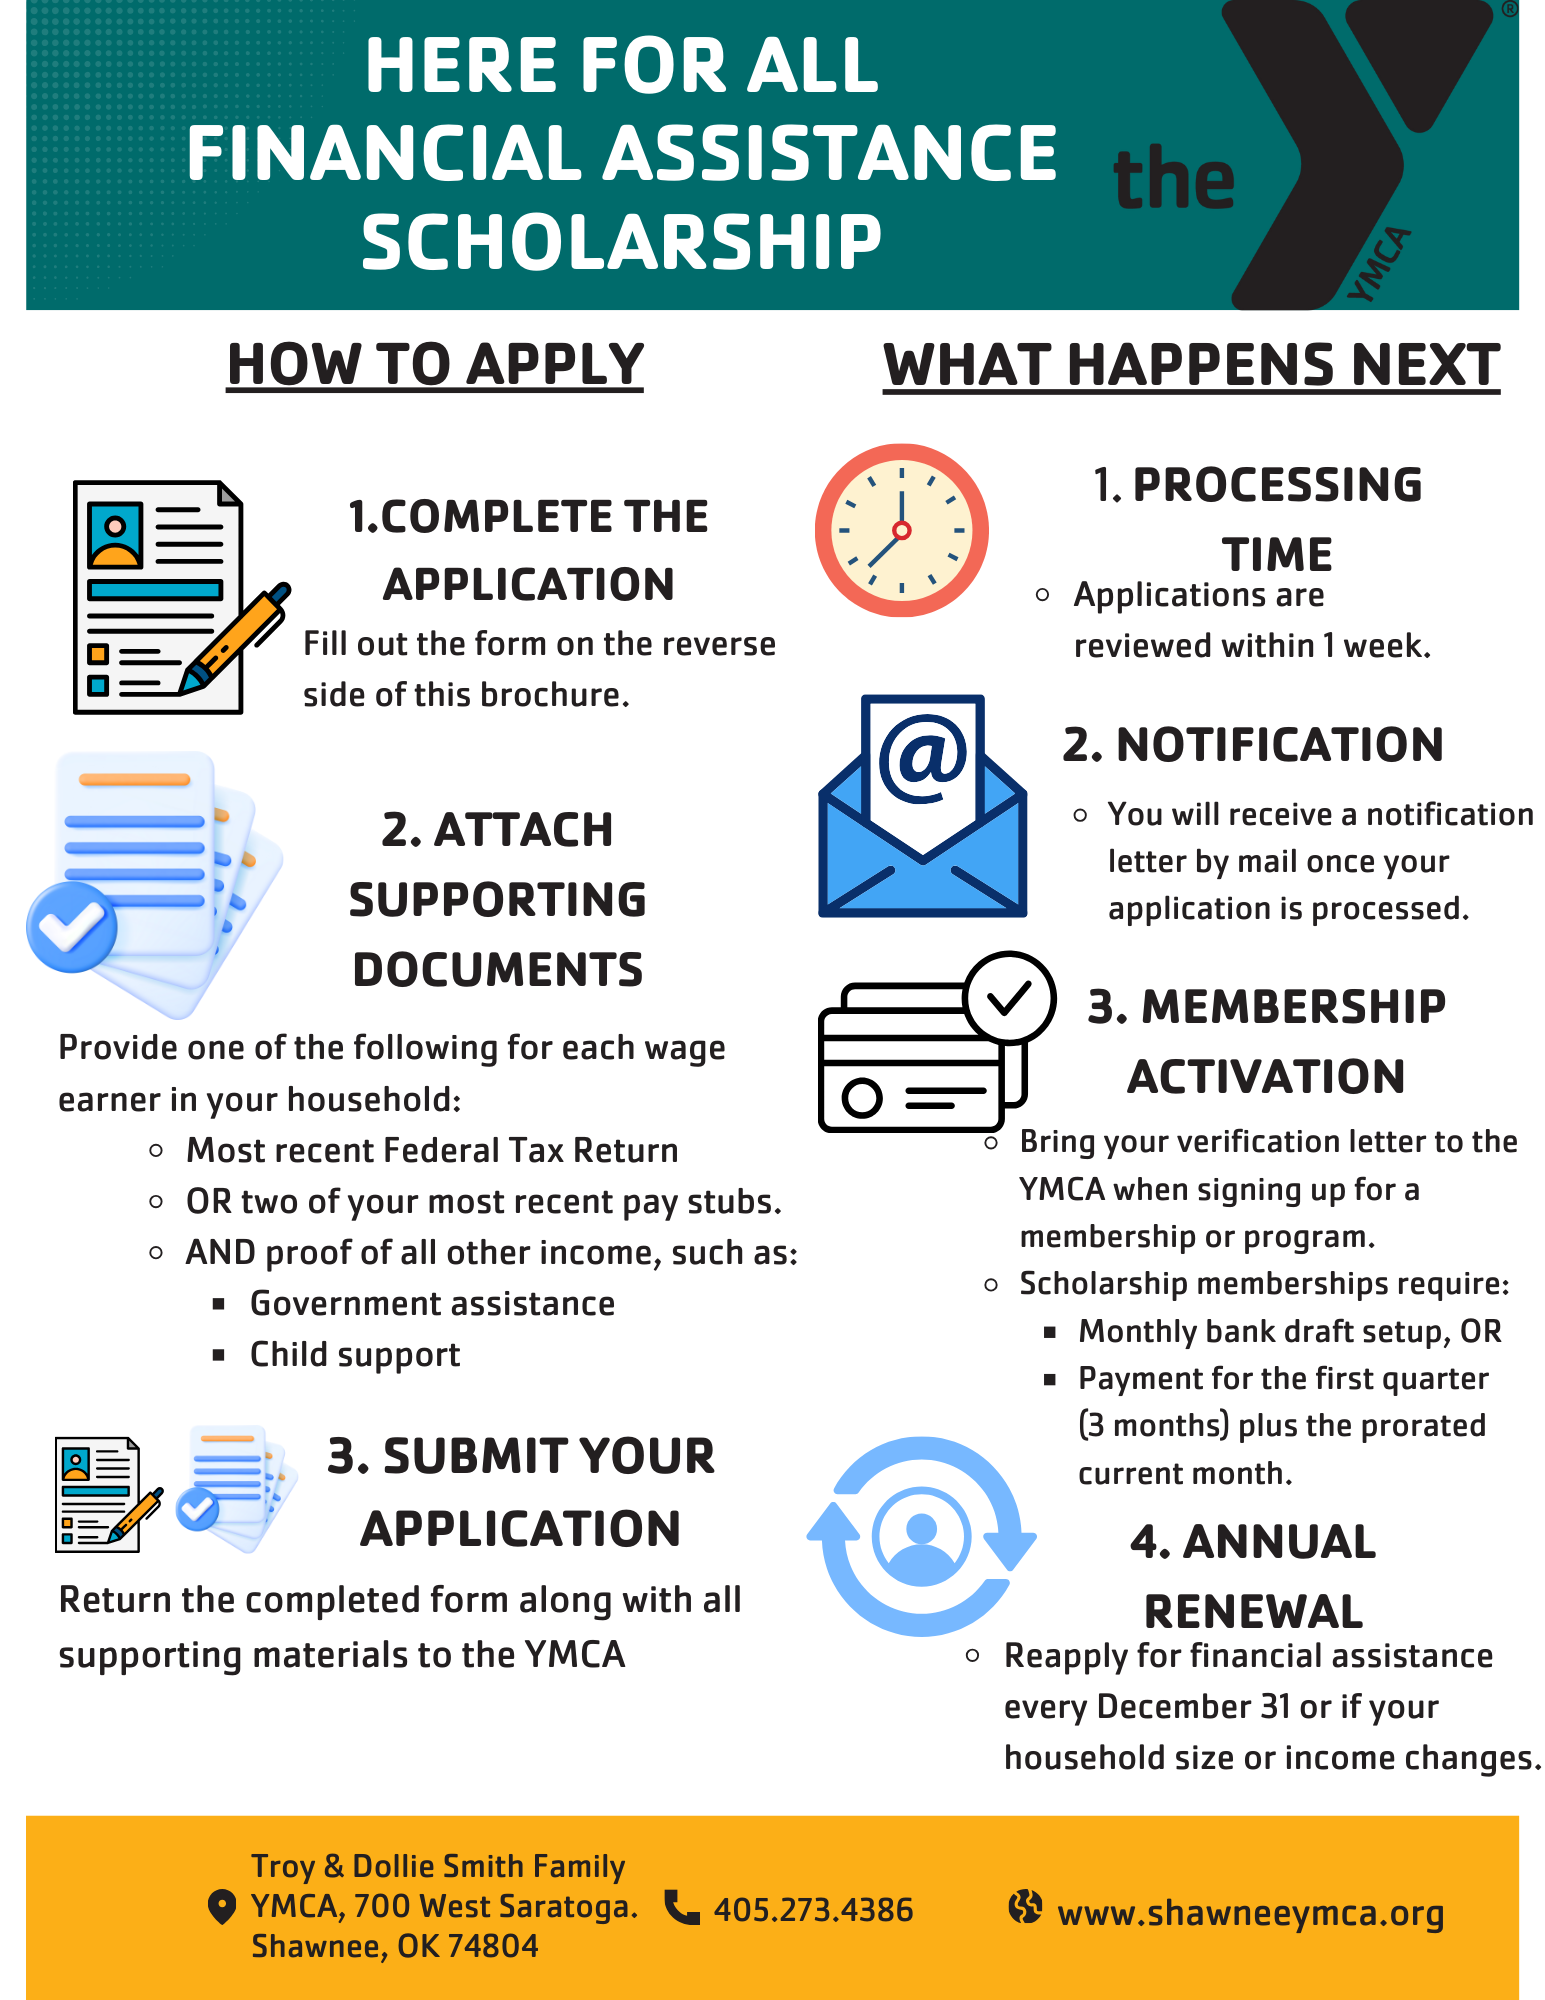 HERE FOR ALL
FINANCIAL ASSISTANCE
SCHOLARSHIP
the
YMCA
®
HOW TO APPLY
1.COMPLETE THE
APPLICATION
Fill out the form on the reverse
side of this brochure.
2. ATTACH
SUPPORTING
DOCUMENTS
Provide one of the following for each wage
earner in your household:
Most recent Federal Tax Return
OR two of your most recent pay stubs.
AND proof of all other income, such as:
Government assistance
Child support
3. SUBMIT YOUR
APPLICATION
Return the completed form along with all
supporting materials to the YMCA
WHAT HAPPENS NEXT
1. PROCESSING
TIME
Applications are
reviewed within 1 week.
@
2. NOTIFICATION
You will receive a notification
letter by mail once your
application is processed.
3. MEMBERSHIP
ACTIVATION
Bring your verification letter to the
YMCA when signing up for a
membership or program.
Scholarship memberships require:
Monthly bank draft setup, OR
Payment for the first quarter
(3 months) plus the prorated
current month.
4. ANNUAL
RENEWAL
Reapply for financial assistance
every December 31 or if your
household size or income changes.
Troy & Dollie Smith Family
YMCA, 700 West Saratoga.
Shawnee, OK 74804
405.273.4386
www.shawneeymca.org